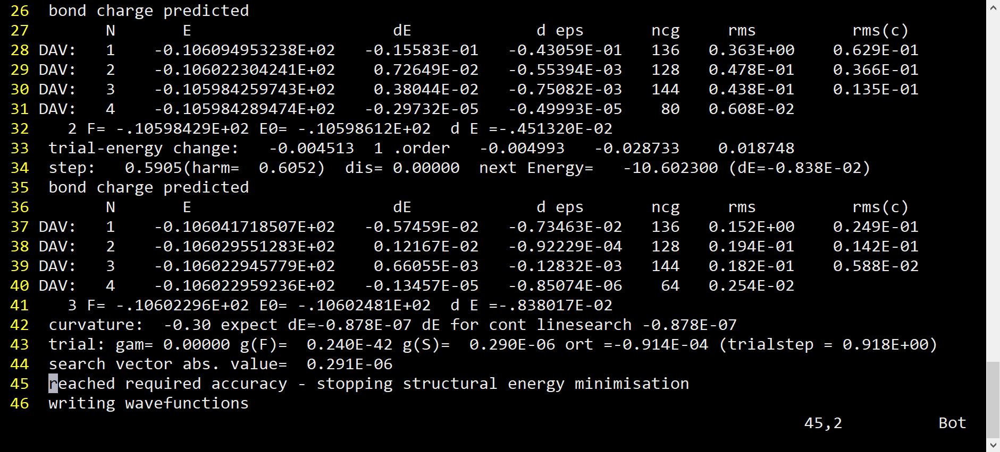 26  bond charge predicted
27        N       E                     dE             d eps       ncg     rms          rms(c)
28 DAV:   1    -0.106094953238E+02   -0.15583E-01   -0.43059E-01   136   0.363E+00    0.629E-01
29 DAV:   2    -0.106022304241E+02    0.72649E-02   -0.55394E-03   128   0.478E-01    0.366E-01
30 DAV:   3    -0.105984259743E+02    0.38044E-02   -0.75082E-03   144   0.438E-01    0.135E-01
31 DAV:   4    -0.105984289474E+02   -0.29732E-05   -0.49993E-05    80   0.608E-02
32    2 F= -.10598429E+02 E0= -.10598612E+02  d E =-.451320E-02
33  trial-energy change:   -0.004513  1 .order   -0.004993   -0.028733    0.018748
34  step:   0.5905(harm=  0.6052)  dis= 0.00000  next Energy=   -10.602300 (dE=-0.838E-02)
35  bond charge predicted
36        N       E                     dE             d eps       ncg     rms          rms(c)
37 DAV:   1    -0.106041718507E+02   -0.57459E-02   -0.73463E-02   136   0.152E+00    0.249E-01
38 DAV:   2    -0.106029551283E+02    0.12167E-02   -0.92229E-04   128   0.194E-01    0.142E-01
39 DAV:   3    -0.106022945779E+02    0.66055E-03   -0.12832E-03   144   0.182E-01    0.588E-02
40 DAV:   4    -0.106022959236E+02   -0.13457E-05   -0.85074E-06    64   0.254E-02
41    3 F= -.10602296E+02 E0= -.10602481E+02  d E =-.838017E-02
42  curvature:  -0.30 expect dE=-0.878E-07 dE for cont linesearch -0.878E-07
43  trial: gam= 0.00000 g(F)=  0.240E-42 g(S)=  0.290E-06 ort =-0.914E-04 (trialstep = 0.918E+00)
44  search vector abs. value=  0.291E-06
45  reached required accuracy - stopping structural energy minimisation
46  writing wavefunctions
45,2          Bot